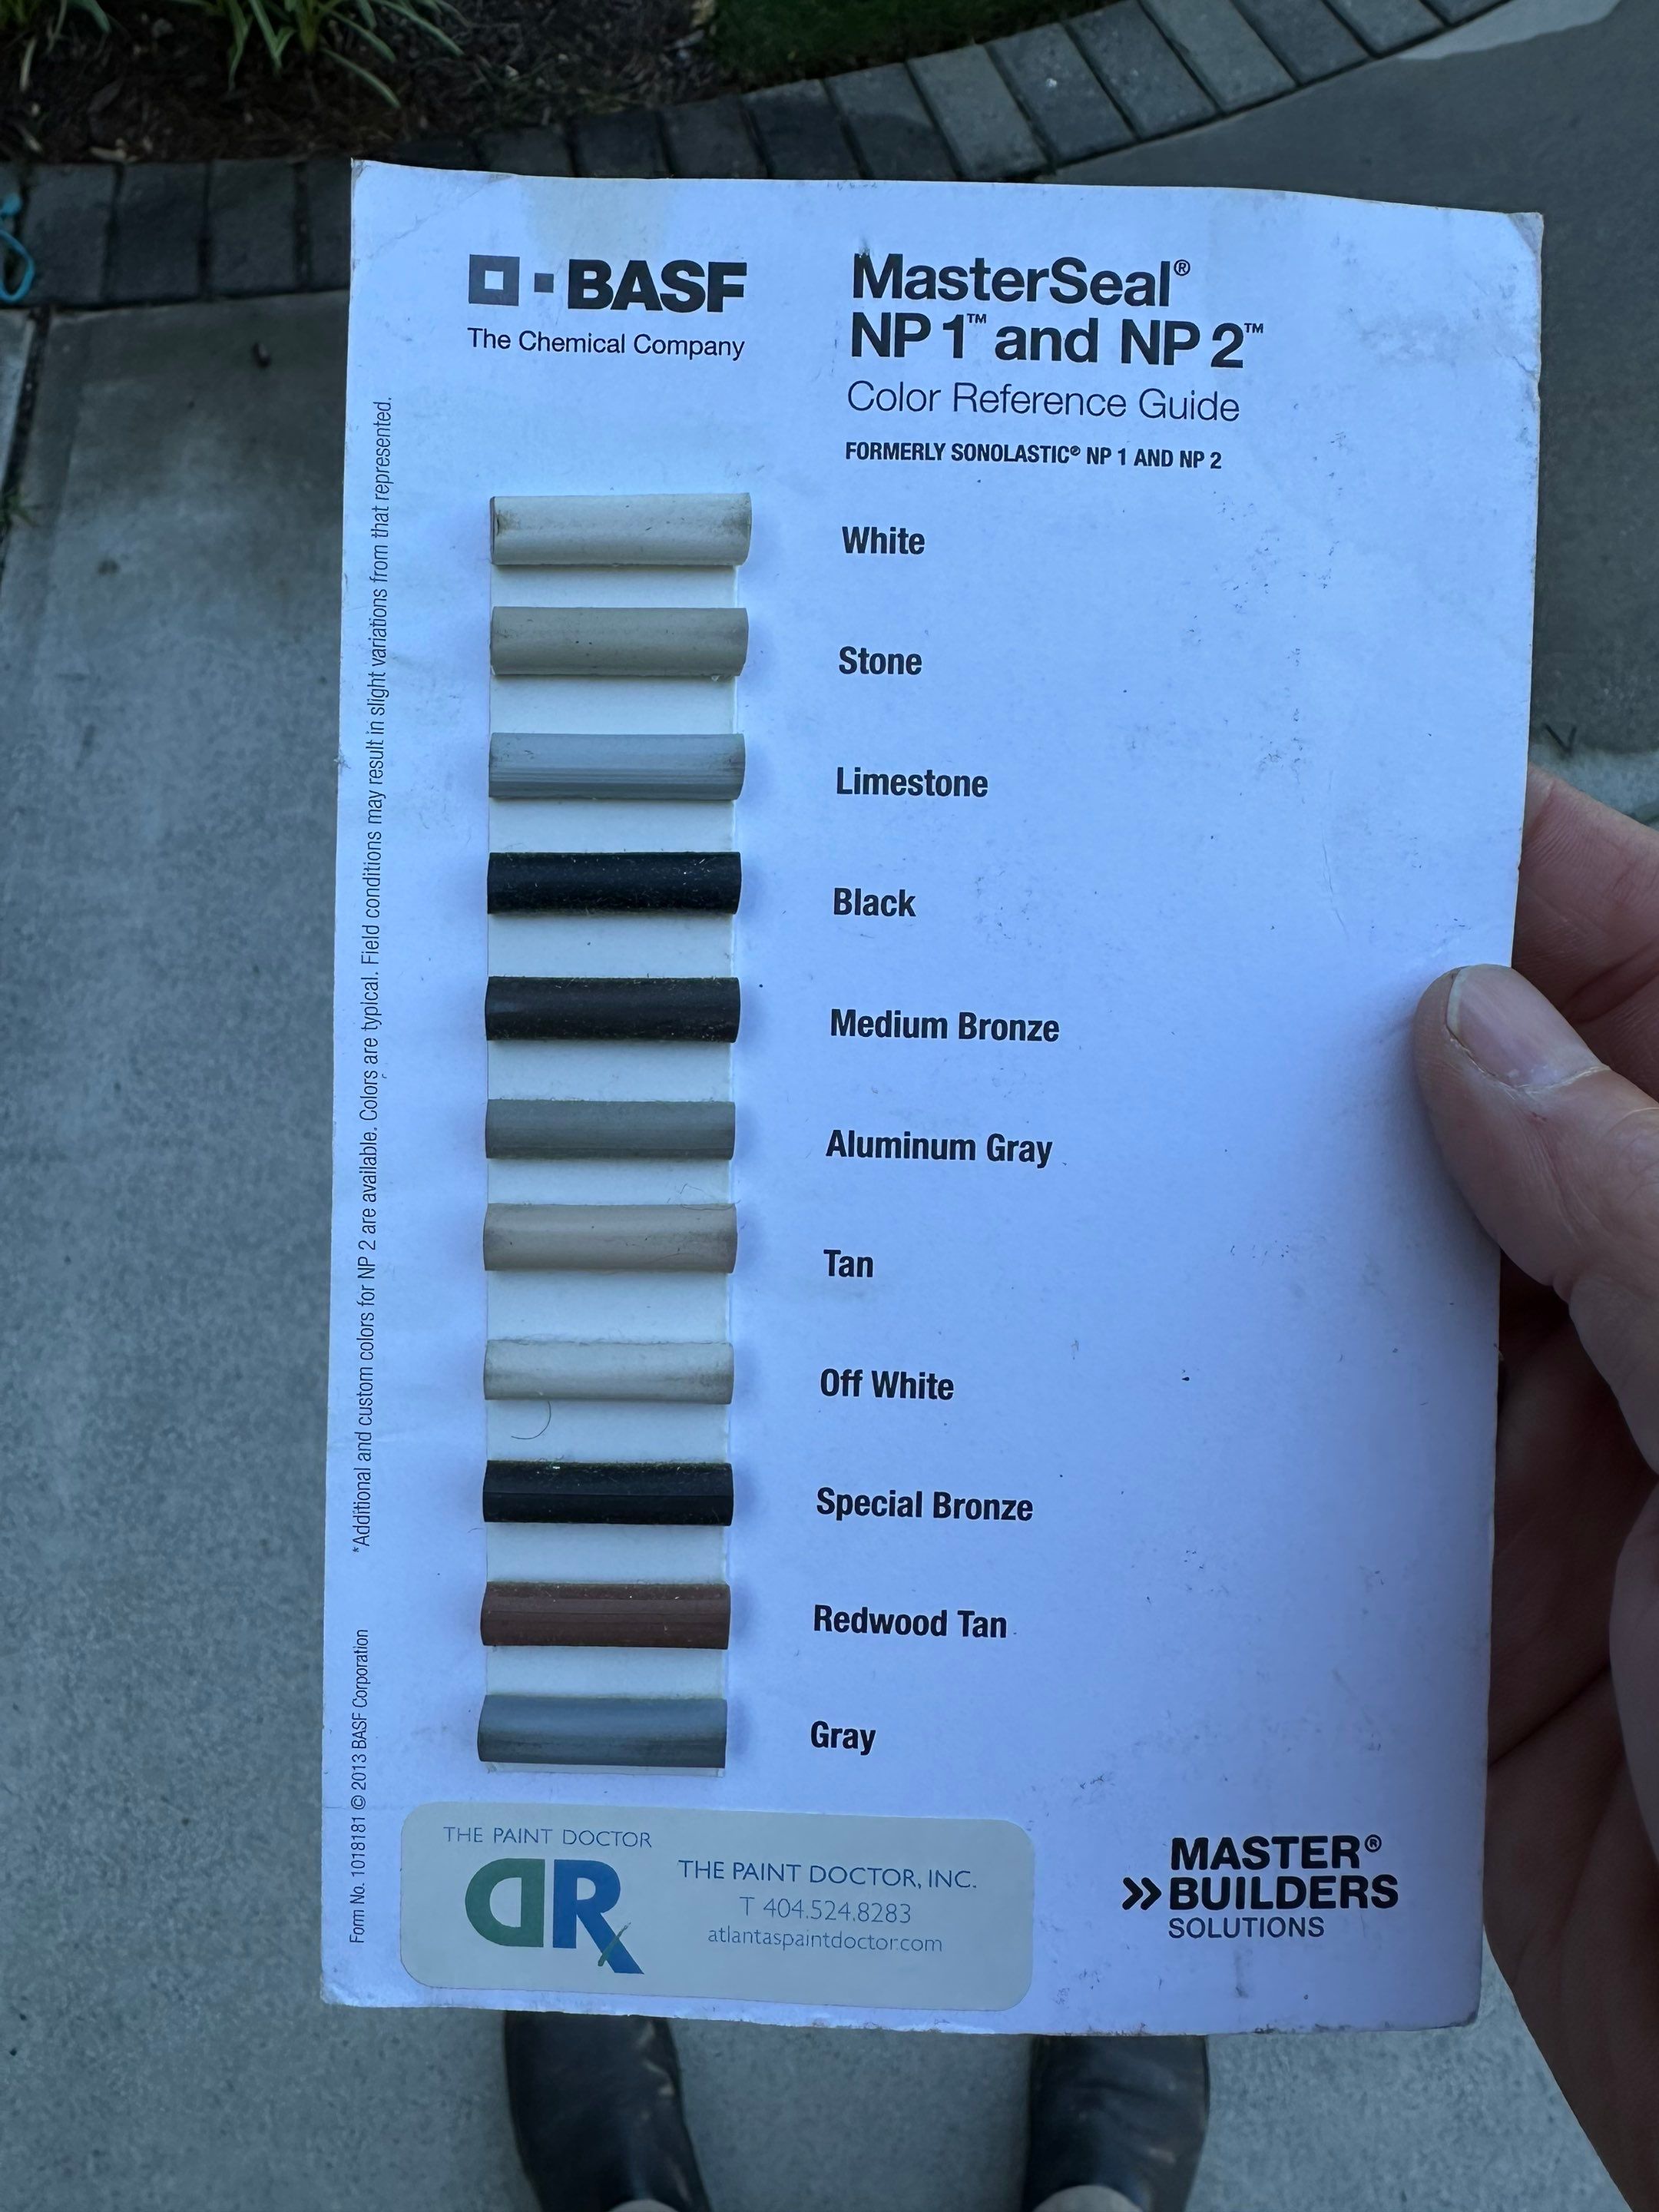 BASF
The Chemical Company
MasterSeal®
NP 1™ and NP 2™
Color Reference Guide
FORMERLY SONOLASTIC® NP 1 AND NP 2
White
Stone
Limestone
Black
Medium Bronze
Aluminum Gray
Tan
Off White
Special Bronze
Redwood Tan
Gray
*Additional and custom colors for NP 2 are available. Colors are typical. Field conditions may result in slight variations from that represented.
Form No. 1018181 © 2013 BASF Corporation
THE PAINT DOCTOR
DRx
THE PAINT DOCTOR, INC.
T 404.524.8283
atlantaspaintdoctor.com
MASTER®
BUILDERS
SOLUTIONS